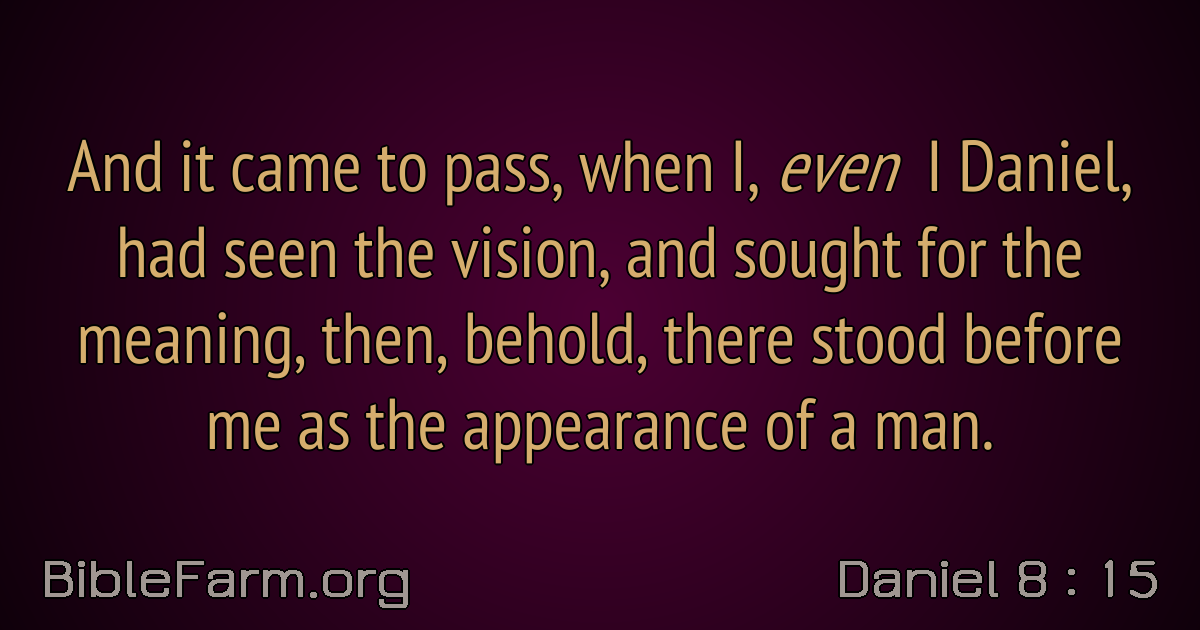 And it came to pass, when I, even I Daniel,
had seen the vision, and sought for the
meaning, then, behold, there stood before
me as the appearance of a man.
BibleFarm.org
Daniel 8 : 15